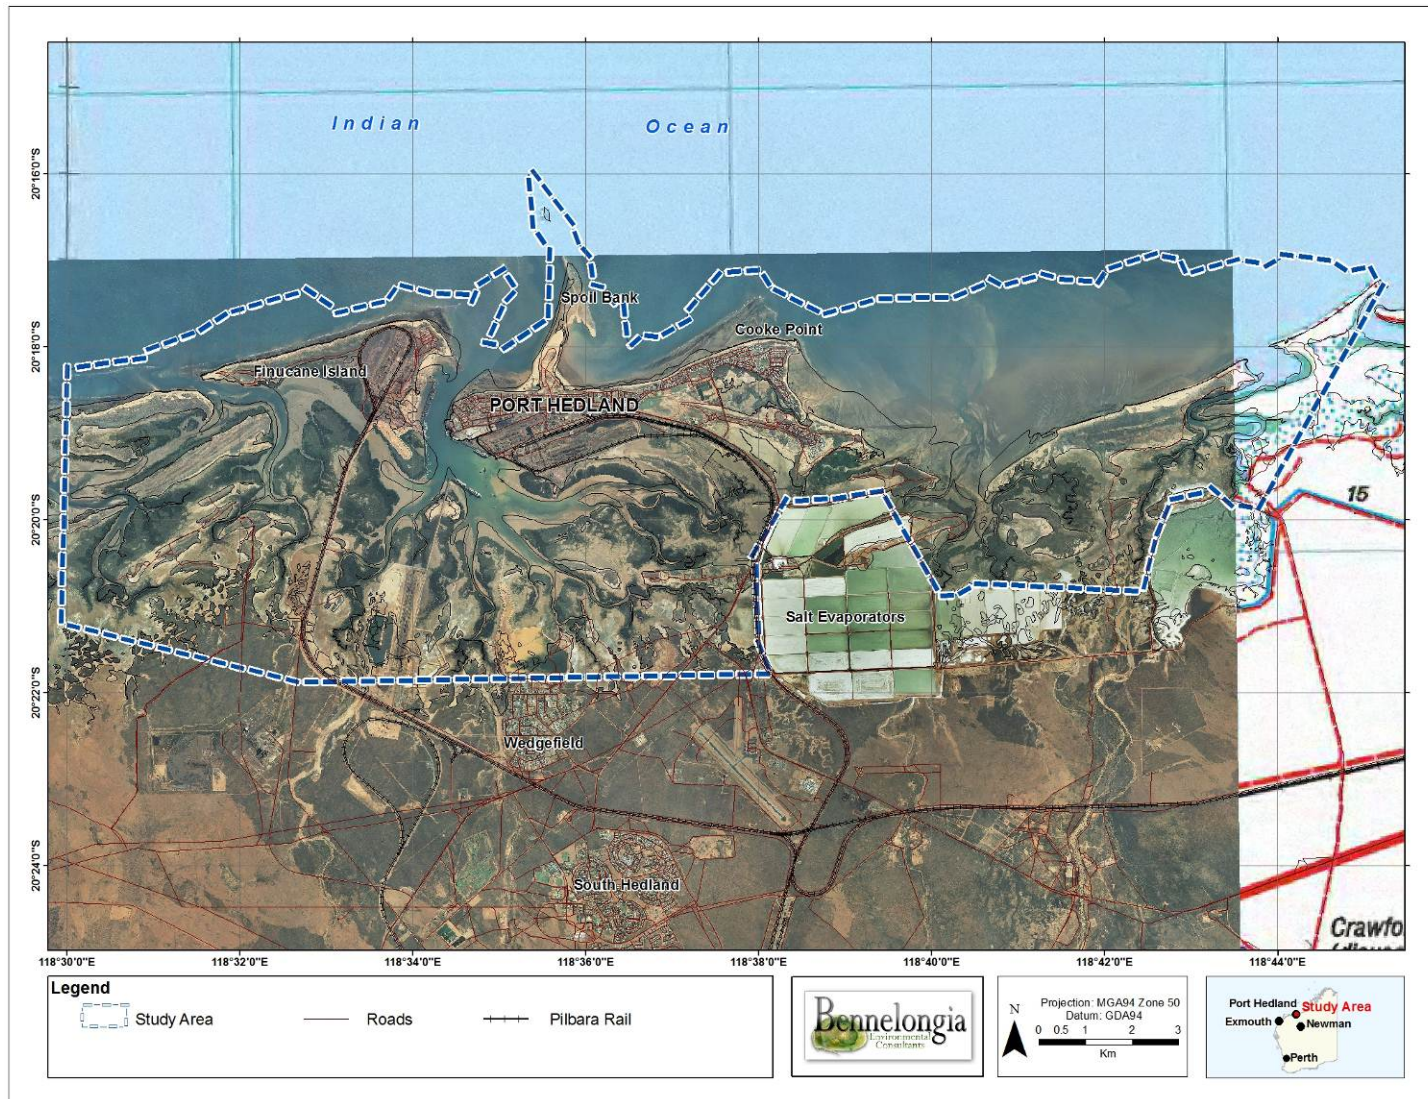 Indian Ocean
20°16'0"S
Spoil Bank
Cooke Point
20°18'0"S
Finucane Island
PORT HEDLAND
15
20°20'0"S
Salt Evaporators
20°22'0"S
Wedgefield
20°24'0"S
South Hedland
Crawfo
118°30'0"E 118°32'0"E 118°34'0"E 118°36'0"E 118°38'0"E 118°40'0"E 118°42'0"E 118°44'0"E
Legend
Study Area Roads Pilbara Rail
Bennelongia
Environmental
Consultants
N
Projection: MGA94 Zone 50
Datum: GDA94
0 0.5 1 2 3
Km
Port Hedland
Study Area
Exmouth
Newman
Perth